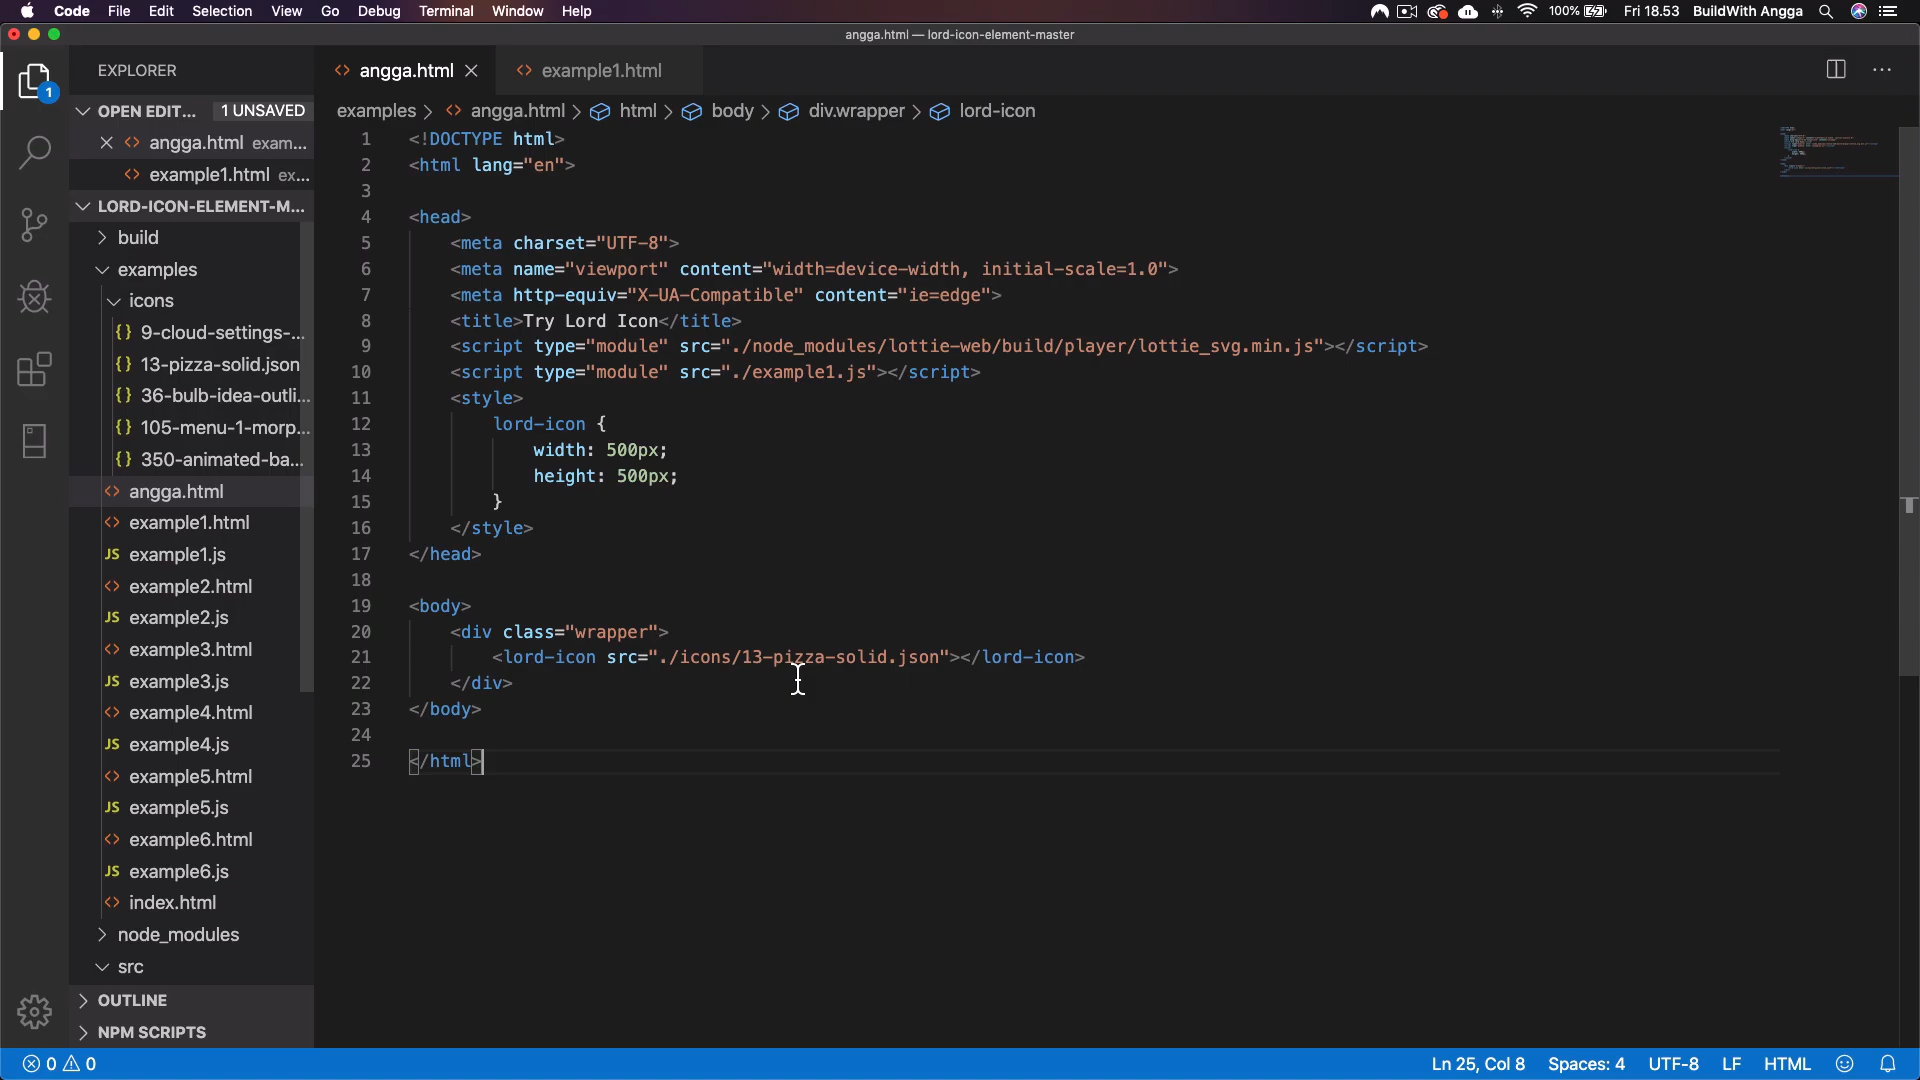 Code File Edit Selection View Go Debug Terminal Window Help 100% Fri 18.53 BuildWith Angga
angga.html — lord-icon-element-master
EXPLORER
OPEN EDIT... 1 UNSAVED
angga.html exam...
example1.html ex...
LORD-ICON-ELEMENT-M...
build
examples
icons
{} 9-cloud-settings-...
{} 13-pizza-solid.json
{} 36-bulb-idea-outli...
{} 105-menu-1-morp...
{} 350-animated-ba...
<> angga.html
<> example1.html
JS example1.js
<> example2.html
JS example2.js
<> example3.html
JS example3.js
<> example4.html
JS example4.js
<> example5.html
JS example5.js
<> example6.html
JS example6.js
<> index.html
node_modules
src
OUTLINE
NPM SCRIPTS
1
<> angga.html <> example1.html
examples > <> angga.html > html > body > div.wrapper > lord-icon
1 <!DOCTYPE html>
2 <html lang="en">
3
4 <head>
5 <meta charset="UTF-8">
6 <meta name="viewport" content="width=device-width, initial-scale=1.0">
7 <meta http-equiv="X-UA-Compatible" content="ie=edge">
8 <title>Try Lord Icon</title>
9 <script type="module" src="./node_modules/lottie-web/build/player/lottie_svg.min.js"></script>
10 <script type="module" src="./example1.js"></script>
11 <style>
12 lord-icon {
13 width: 500px;
14 height: 500px;
15 }
16 </style>
17 </head>
18
19 <body>
20 <div class="wrapper">
21 <lord-icon src="./icons/13-pizza-solid.json"></lord-icon>
22 </div>
23 </body>
24
25 </html>
0 0 Ln 25, Col 8 Spaces: 4 UTF-8 LF HTML